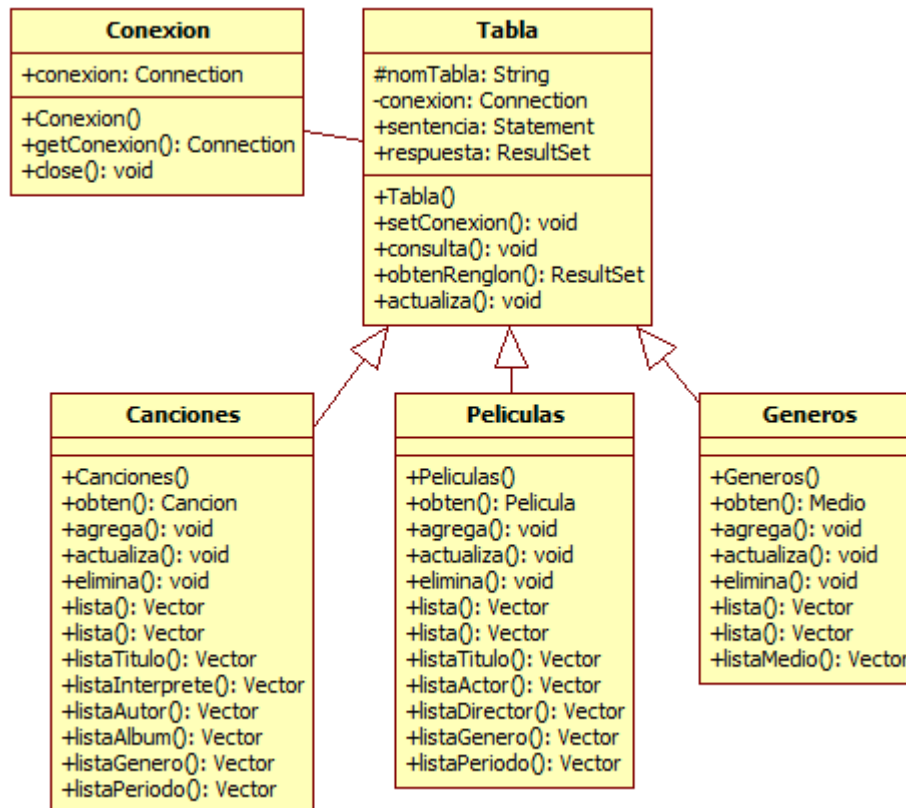 Conexion
+conexion: Connection
+Conexion()
+getConexion(): Connection
+close(): void
Tabla
#nomTabla: String
-conexion: Connection
+sentencia: Statement
+respuesta: ResultSet
+Tabla()
+setConexion(): void
+consulta(): void
+obtenRenglon(): ResultSet
+actualiza(): void
Canciones
+Canciones()
+obten(): Cancion
+agrega(): void
+actualiza(): void
+elimina(): void
+lista(): Vector
+lista(): Vector
+listaTitulo(): Vector
+listaInterprete(): Vector
+listaAutor(): Vector
+listaAlbum(): Vector
+listaGenero(): Vector
+listaPeriodo(): Vector
Peliculas
+Peliculas()
+obten(): Pelicula
+agrega(): void
+actualiza(): void
+elimina(): void
+lista(): Vector
+lista(): Vector
+listaTitulo(): Vector
+listaActor(): Vector
+listaDirector(): Vector
+listaGenero(): Vector
+listaPeriodo(): Vector
Generos
+Generos()
+obten(): Medio
+agrega(): void
+actualiza(): void
+elimina(): void
+lista(): Vector
+lista(): Vector
+listaMedio(): Vector